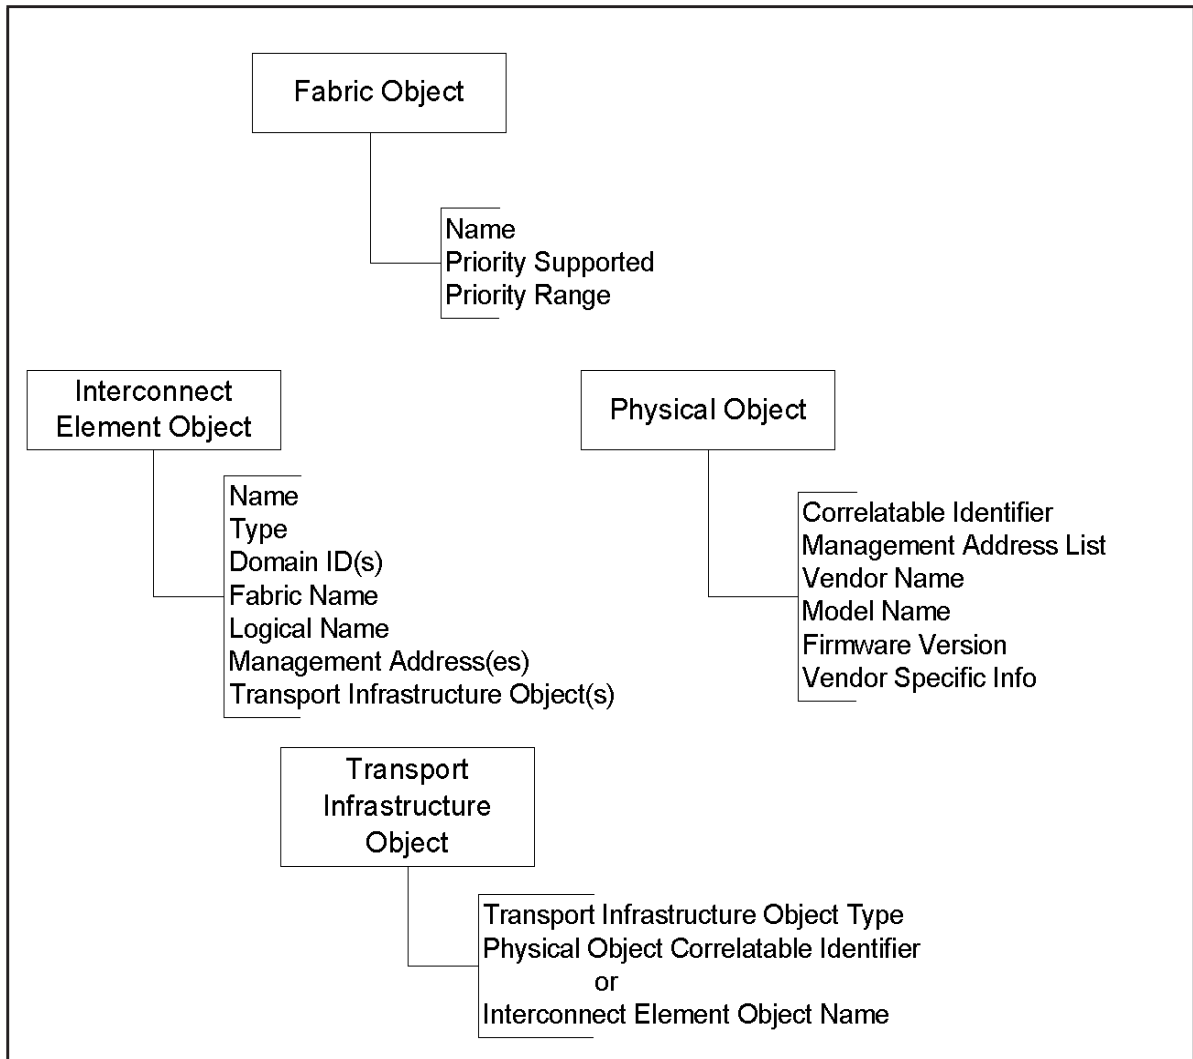 Fabric Object
Name
Priority Supported
Priority Range
Interconnect
Element Object
Name
Type
Domain ID(s)
Fabric Name
Logical Name
Management Address(es)
Transport Infrastructure Object(s)
Physical Object
Correlatable Identifier
Management Address List
Vendor Name
Model Name
Firmware Version
Vendor Specific Info
Transport
Infrastructure
Object
Transport Infrastructure Object Type
Physical Object Correlatable Identifier
or
Interconnect Element Object Name